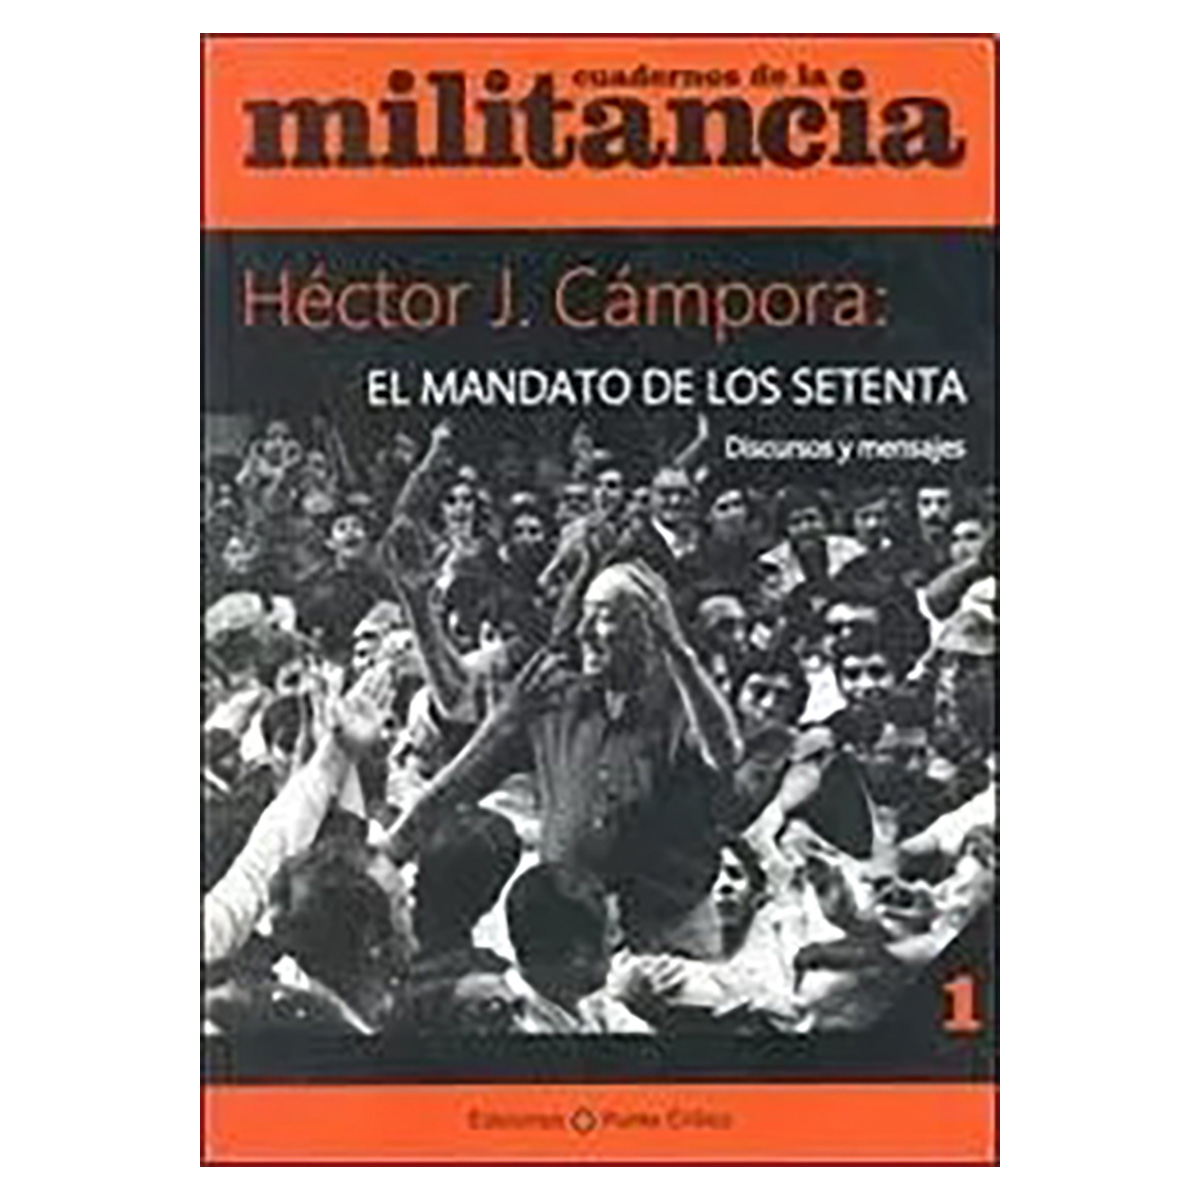 cuadernos de la
militancia
Héctor J. Cámpora:
EL MANDATO DE LOS SETENTA
Discursos y mensajes
1
Ediciones Punto Crítico